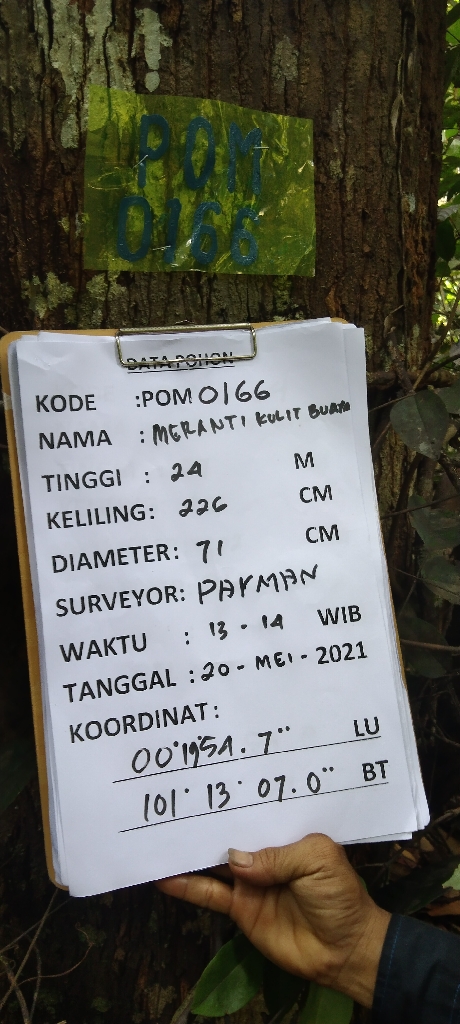 POM
0166
DATA POHON
KODE :POM 0166
NAMA : MERANTI KULIT BUAYA
TINGGI : 24 M
KELILING: 226 CM
DIAMETER: 71 CM
SURVEYOR: PAYMAN
WAKTU : 13 - 14 WIB
TANGGAL : 20 - MEI - 2021
KOORDINAT:
00°19'54. 7" LU
101° 13' 07. 0" BT